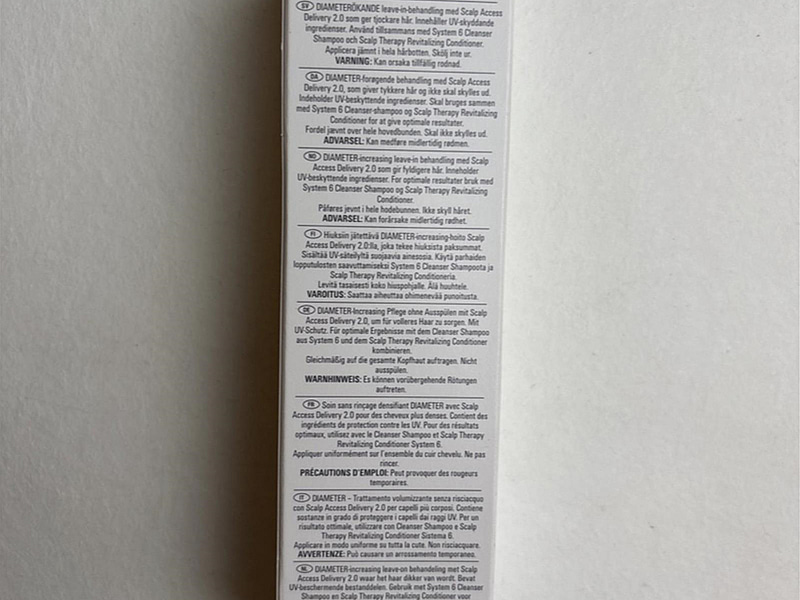 SV DIAMETERÖKANDE leave-in-behandling med Scalp Access
Delivery 2.0 som ger tjockare hår. Innehåller UV-skyddande
ingredienser. Använd tillsammans med System 6 Cleanser
Shampoo och Scalp Therapy Revitalizing Conditioner.
Applicera jämnt i hela hårbotten. Skölj inte ur.
VARNING: Kan orsaka tillfällig rodnad.
DA DIAMETER-forøgende behandling med Scalp Access
Delivery 2.0, som giver tykkere hår og ikke skal skylles ud.
Indeholder UV-beskyttende ingredienser. Skal bruges sammen
med System 6 Cleanser-shampoo og Scalp Therapy Revitalizing
Conditioner for at give optimale resultater.
Fordel jævnt over hele hovedbunden. Skal ikke skylles ud.
ADVARSEL: Kan medføre midlertidig rødmen.
NO DIAMETER-increasing leave-in behandling med Scalp
Access Delivery 2.0 som gir fyldigere hår. Inneholder
UV-beskyttende ingredienser. For optimale resultater bruk med
System 6 Cleanser Shampoo og Scalp Therapy Revitalizing
Conditioner.
Påføres jevnt i hele hodebunnen. Ikke skyll håret.
ADVARSEL: Kan forårsake midlertidig rødhet.
FI Hiuksiin jätettävä DIAMETER-increasing-hoito Scalp
Access Delivery 2.0:lla, joka tekee hiuksista paksummat.
Sisältää UV-säteilyltä suojaavia ainesosia. Käytä parhaiden
lopputulosten saavuttamiseksi System 6 Cleanser Shampoota ja
Scalp Therapy Revitalizing Conditioneria.
Levitä tasaisesti koko hiuspohjalle. Älä huuhtele.
VAROITUS: Saattaa aiheuttaa ohimenevää punoitusta.
DE DIAMETER-Increasing Pflege ohne Ausspülen mit Scalp
Access Delivery 2.0, um für volleres Haar zu sorgen. Mit
UV-Schutz. Für optimale Ergebnisse mit dem Cleanser Shampoo
aus System 6 und dem Scalp Therapy Revitalizing Conditioner
kombinieren.
Gleichmäßig auf die gesamte Kopfhaut auftragen. Nicht
ausspülen.
WARNHINWEIS: Es können vorübergehende Rötungen
auftreten.
FR Soin sans rinçage densifiant DIAMETER avec Scalp
Access Delivery 2.0 pour des cheveux plus denses. Contient des
ingrédients de protection contre les UV. Pour des résultats
optimaux, utilisez avec le Cleanser Shampoo et Scalp Therapy
Revitalizing Conditioner System 6.
Appliquer uniformément sur l'ensemble du cuir chevelu. Ne pas
rincer.
PRÉCAUTIONS D'EMPLOI: Peut provoquer des rougeurs
temporaires.
IT DIAMETER – Trattamento volumizzante senza risciacquo
con Scalp Access Delivery 2.0 per capelli più corposi. Contiene
sostanze in grado di proteggere i capelli dai raggi UV. Per un
risultato ottimale, utilizzare con Cleanser Shampoo e Scalp
Therapy Revitalizing Conditioner Sistema 6.
Applicare in modo uniforme su tutta la cute. Non risciacquare.
AVVERTENZE: Può causare un arrossamento temporaneo.
NL DIAMETER-increasing leave-on behandeling met Scalp
Access Delivery 2.0 waar het haar dikker van wordt. Bevat
UV-beschermende bestanddelen. Gebruik met System 6 Cleanser
Shampoo en Scalp Therapy Revitalizing Conditioner voor